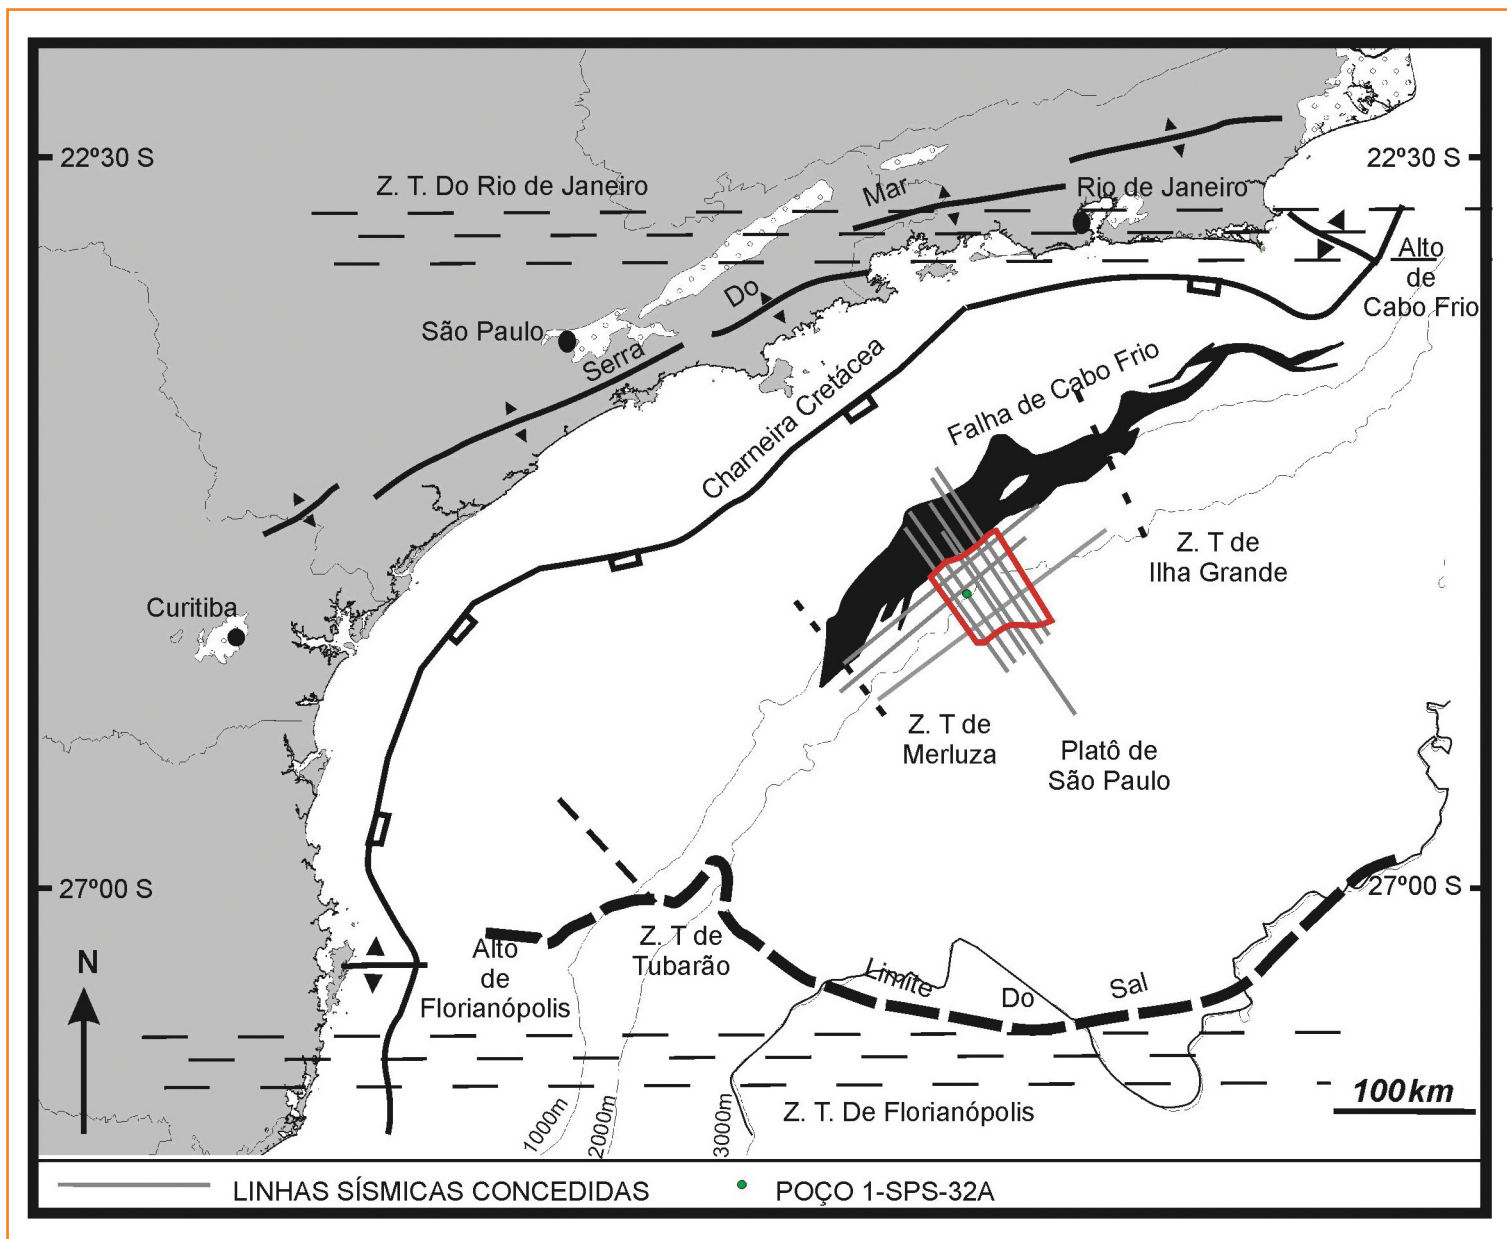 22º30 S
22º30 S
Z. T. Do Rio de Janeiro
Mar
Rio de Janeiro
Alto
de
Cabo Frio
Do
São Paulo
Serra
Charneira Cretácea
Falha de Cabo Frio
Z. T de
Ilha Grande
Curitiba
Z. T de
Merluza
Platô de
São Paulo
27º00 S
27º00 S
Alto
de
Florianópolis
Z. T de
Tubarão
Limite
Do
Sal
N
1000m
2000m
3000m
Z. T. De Florianópolis
100km
LINHAS SÍSMICAS CONCEDIDAS
POÇO 1-SPS-32A